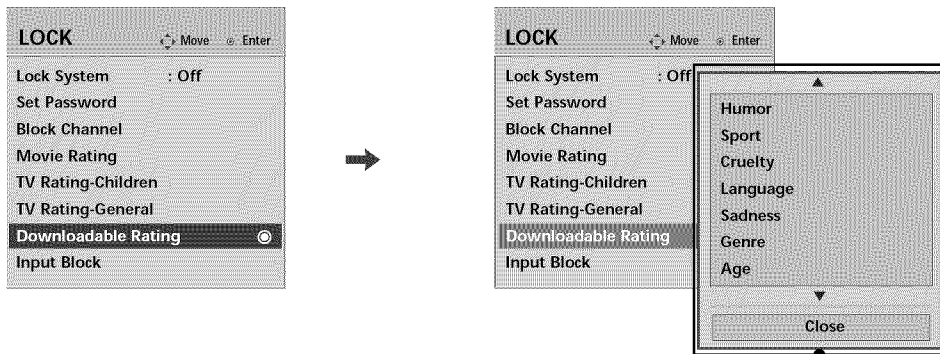 LOCK Move Enter
Lock System : Off
Set Password
Block Channel
Movie Rating
TV Rating-Children
TV Rating-General
Downloadable Rating
Input Block
LOCK Move Enter
Lock System : Off
Set Password
Block Channel
Movie Rating
TV Rating-Children
TV Rating-General
Downloadable Rating
Input Block
Humor
Sport
Cruelty
Language
Sadness
Genre
Age
Close